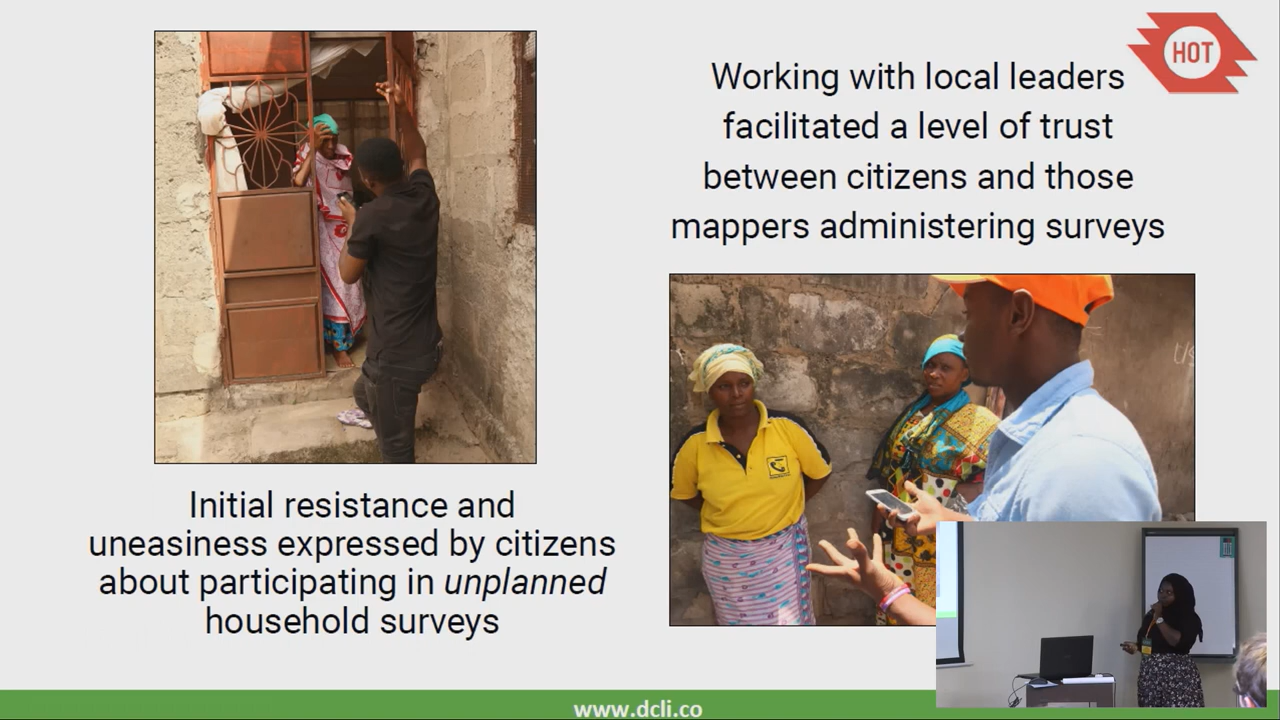 HOT
Working with local leaders
facilitated a level of trust
between citizens and those
mappers administering surveys
Initial resistance and
uneasiness expressed by citizens
about participating in unplanned
household surveys
www.dcli.co